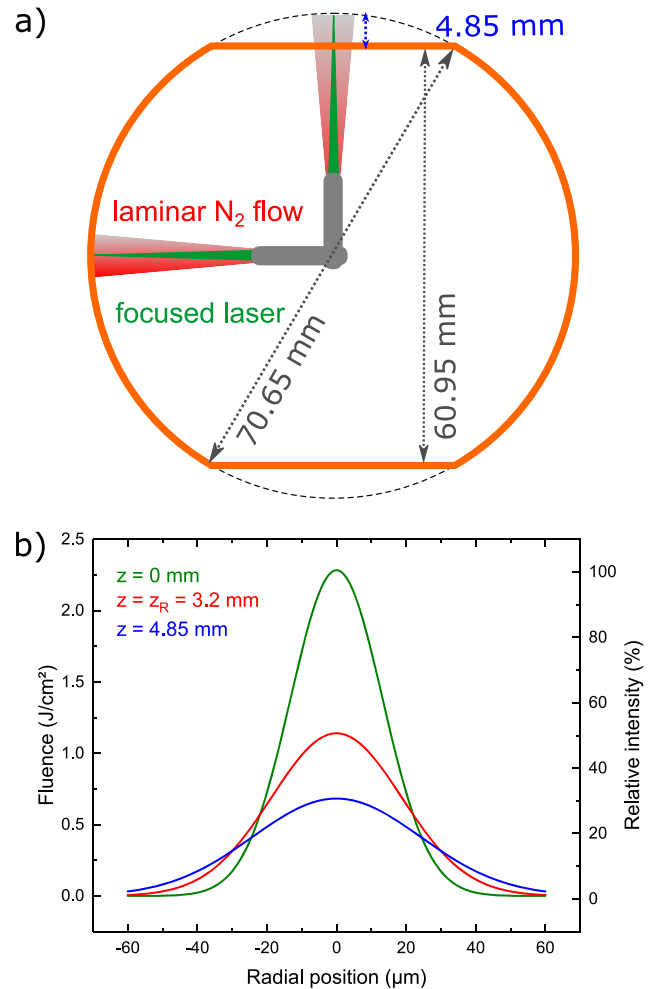 a)
4.85 mm
laminar N₂ flow
focused laser
70.65 mm
60.95 mm
b)
z = 0 mm
z = z_R = 3.2 mm
z = 4.85 mm
Fluence (J/cm²)
2.5
2.0
1.5
1.0
0.5
0.0
100
80
60
40
20
0
Relative intensity (%)
-60 -40 -20 0 20 40 60
Radial position (µm)